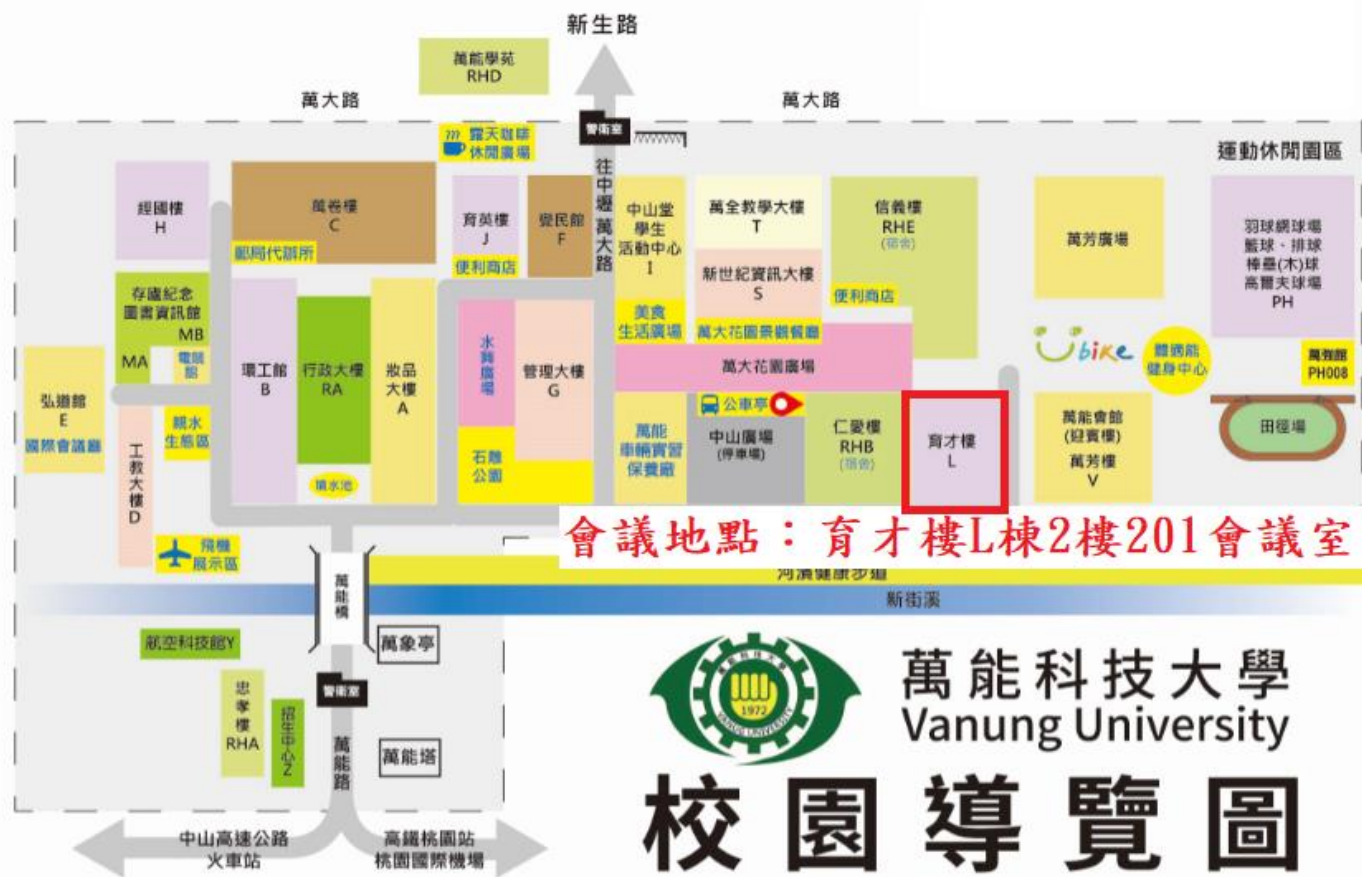 新生路
萬能學苑
RHD
萬大路
萬大路
露天咖啡
休閒廣場
警衛室
運動休閒園區
往中壢 萬大路
經國樓
H
萬卷樓
C
郵局代辦所
育英樓
J
便利商店
覺民館
F
中山堂
學生
活動中心
I
美食
生活廣場
萬全教學大樓
T
新世紀資訊大樓
S
萬大花園景觀餐廳
信義樓
RHE
(宿舍)
便利商店
萬芳廣場
羽球網球場
籃球、排球
棒壘(木)球
高爾夫球場
PH
存廬紀念
圖書資訊館
MB
MA
電競館
環工館
B
行政大樓
RA
妝品
大樓
A
水舞廣場
管理大樓
G
萬大花園廣場
Ubike
體適能
健身中心
萬強館
PH008
弘道館
E
國際會議廳
親水
生態區
工教大樓D
噴水池
石雕
公園
萬能
車輛實習
保養廠
公車亭
中山廣場
(停車場)
仁愛樓
RHB
(宿舍)
育才樓
L
萬能會館
(迎賓樓)
萬芳樓
V
田徑場
飛機
展示區
會議地點：育才樓L棟2樓201會議室
河濱健康步道
新街溪
萬能橋
航空科技館Y
萬象亭
忠孝樓
RHA
招生中心Z
警衛室
萬能路
萬能塔
中山高速公路
火車站
高鐵桃園站
桃園國際機場
萬能科技大學
VANUNG UNIVERSITY
1972
萬能科技大學
Vanung University
校園導覽圖